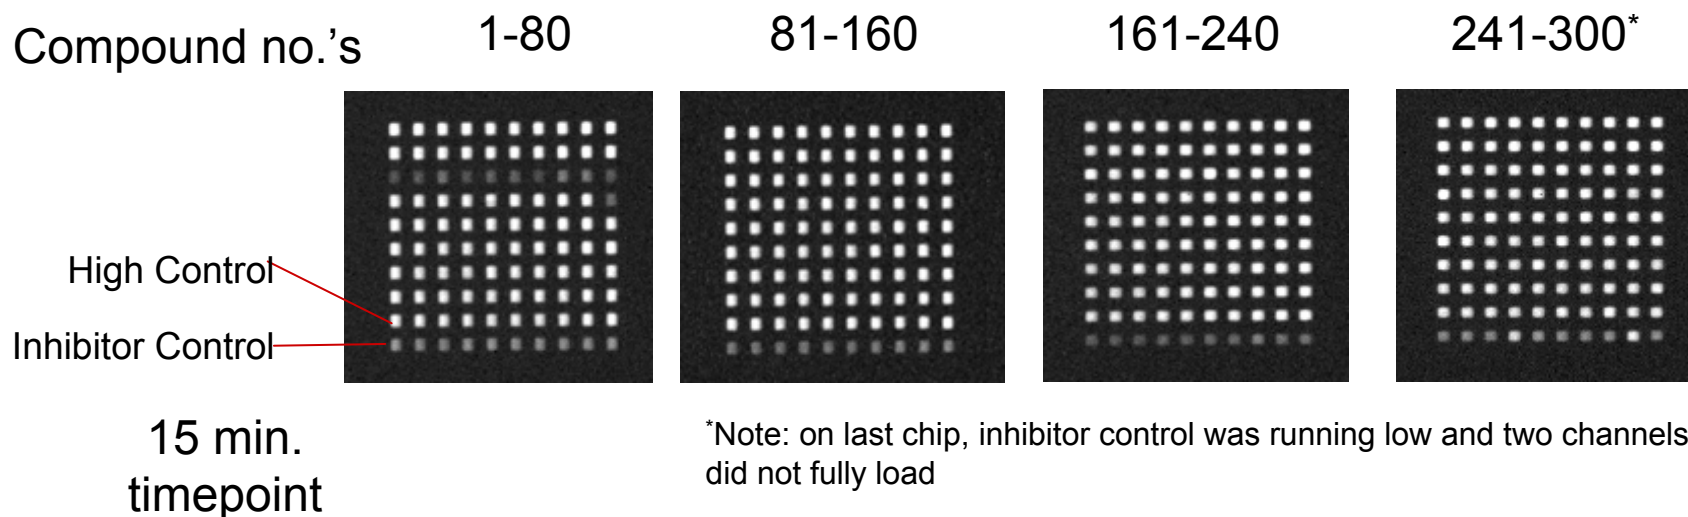 Compound no.'s 1-80 81-160 161-240 241-300*
High Control
Inhibitor Control
15 min.
timepoint
*Note: on last chip, inhibitor control was running low and two channels
did not fully load